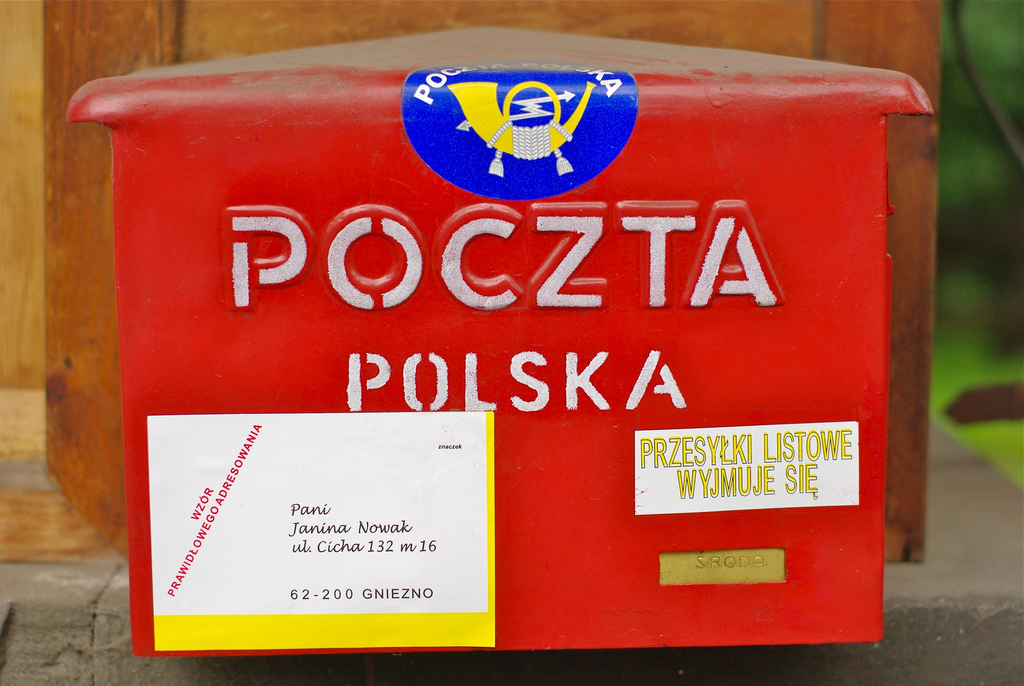 POCZTA POLSKA
POCZTA
POLSKA
WZÓR
PRAWIDŁOWEGO ADRESOWANIA
znaczek
Pani
Janina Nowak
ul. Cicha 132 m 16
62-200 GNIEZNO
PRZESYŁKI LISTOWE
WYJMUJE SIĘ
ŚRODA